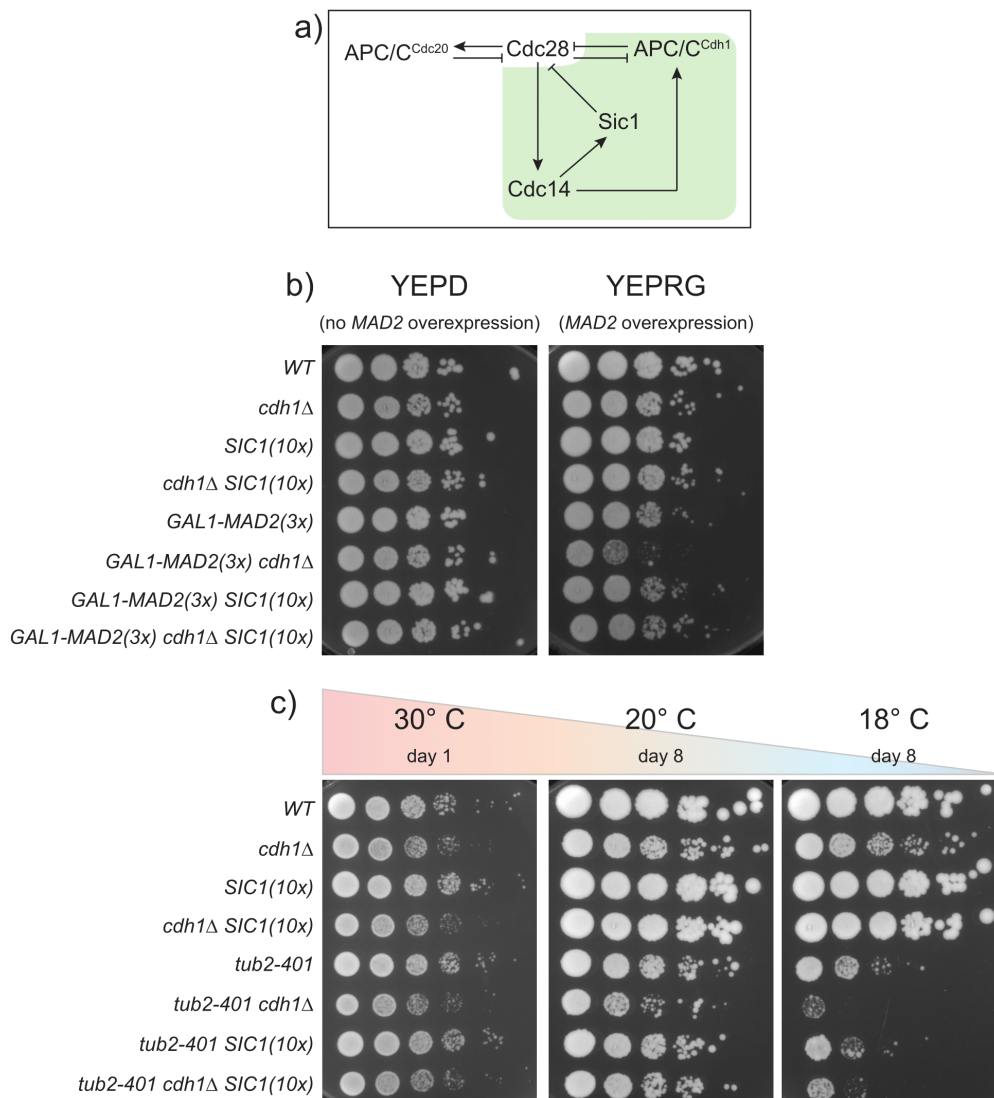 a)
APC/C^Cdc20 Cdc28 APC/C^Cdh1
Sic1
Cdc14
b)
YEPD YEPRG
(no MAD2 overexpression) (MAD2 overexpression)
WT
cdh1Δ
SIC1(10x)
cdh1Δ SIC1(10x)
GAL1-MAD2(3x)
GAL1-MAD2(3x) cdh1Δ
GAL1-MAD2(3x) SIC1(10x)
GAL1-MAD2(3x) cdh1Δ SIC1(10x)
c)
30° C 20° C 18° C
day 1 day 8 day 8
WT
cdh1Δ
SIC1(10x)
cdh1Δ SIC1(10x)
tub2-401
tub2-401 cdh1Δ
tub2-401 SIC1(10x)
tub2-401 cdh1Δ SIC1(10x)